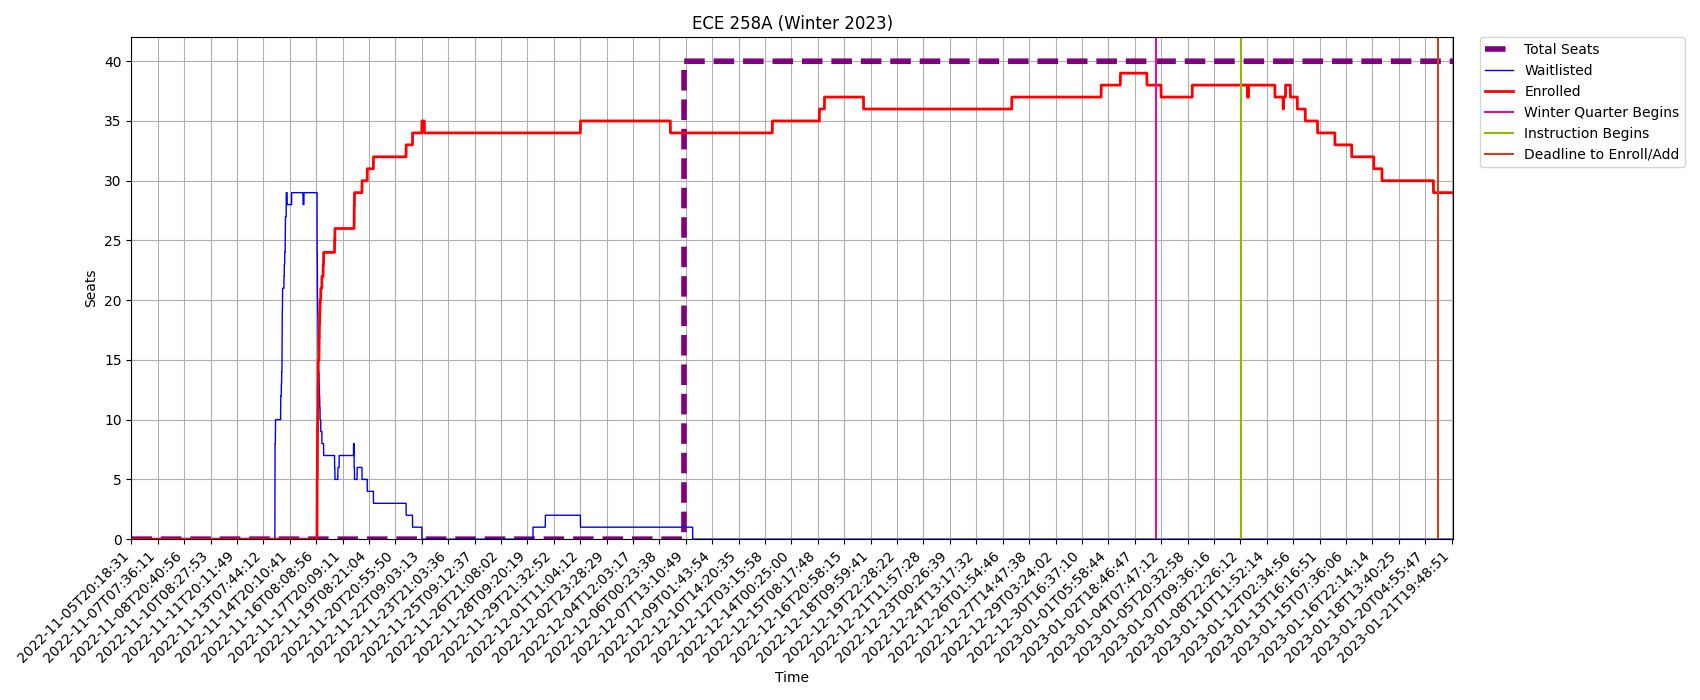 ECE 258A (Winter 2023)
Seats
40
35
30
25
20
15
10
5
0
2022-11-05T20:18:31
2022-11-07T07:36:11
2022-11-08T20:40:56
2022-11-10T08:27:53
2022-11-11T20:11:49
2022-11-13T07:44:12
2022-11-14T20:10:41
2022-11-16T08:08:56
2022-11-17T20:09:11
2022-11-19T08:21:04
2022-11-20T20:55:50
2022-11-22T09:03:13
2022-11-23T21:03:36
2022-11-25T09:12:37
2022-11-26T21:08:02
2022-11-28T09:20:19
2022-11-29T21:32:52
2022-12-01T11:04:12
2022-12-02T23:28:29
2022-12-04T12:03:17
2022-12-06T00:23:38
2022-12-07T13:10:49
2022-12-09T01:43:54
2022-12-10T14:20:35
2022-12-12T03:15:58
2022-12-14T00:25:00
2022-12-15T08:17:48
2022-12-16T20:58:15
2022-12-18T09:59:41
2022-12-19T22:28:22
2022-12-21T11:57:28
2022-12-23T00:26:39
2022-12-24T13:17:32
2022-12-26T01:54:46
2022-12-27T14:47:38
2022-12-29T03:24:02
2022-12-30T16:37:10
2023-01-01T05:58:44
2023-01-02T18:46:47
2023-01-04T07:47:12
2023-01-05T20:32:58
2023-01-07T09:36:16
2023-01-08T22:26:12
2023-01-10T11:52:14
2023-01-12T02:34:56
2023-01-13T16:16:51
2023-01-15T07:36:06
2023-01-16T22:14:14
2023-01-18T13:40:25
2023-01-20T04:55:47
2023-01-21T19:48:51
Time
Total Seats
Waitlisted
Enrolled
Winter Quarter Begins
Instruction Begins
Deadline to Enroll/Add